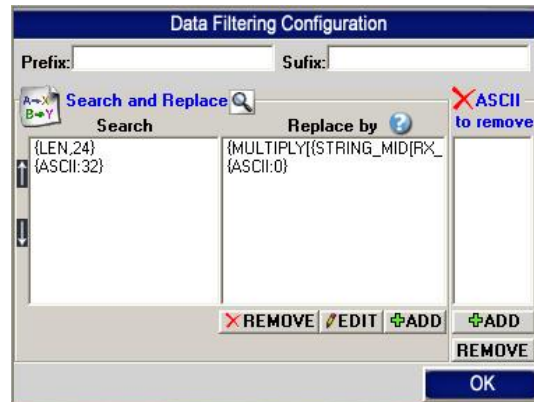 Data Filtering Configuration
Prefix:
Sufix:
A→X
B→Y
Search and Replace
Search
Replace by
?
{LEN,24}
{ASCII:32}
{MULTIPLY[{STRING_MID[RX_
{ASCII:0}
REMOVE
EDIT
ADD
ASCII
to remove
ADD
REMOVE
OK